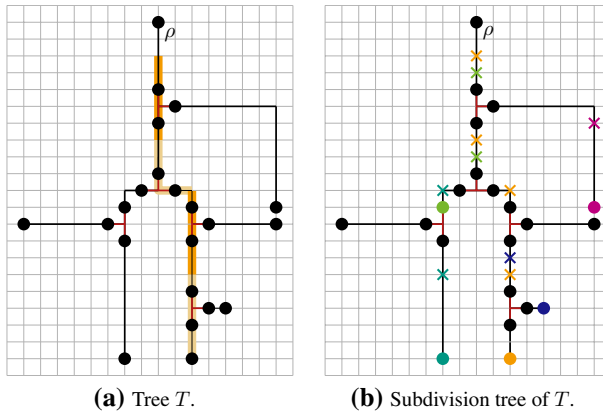 ρ
ρ
(a) Tree T.
(b) Subdivision tree of T.